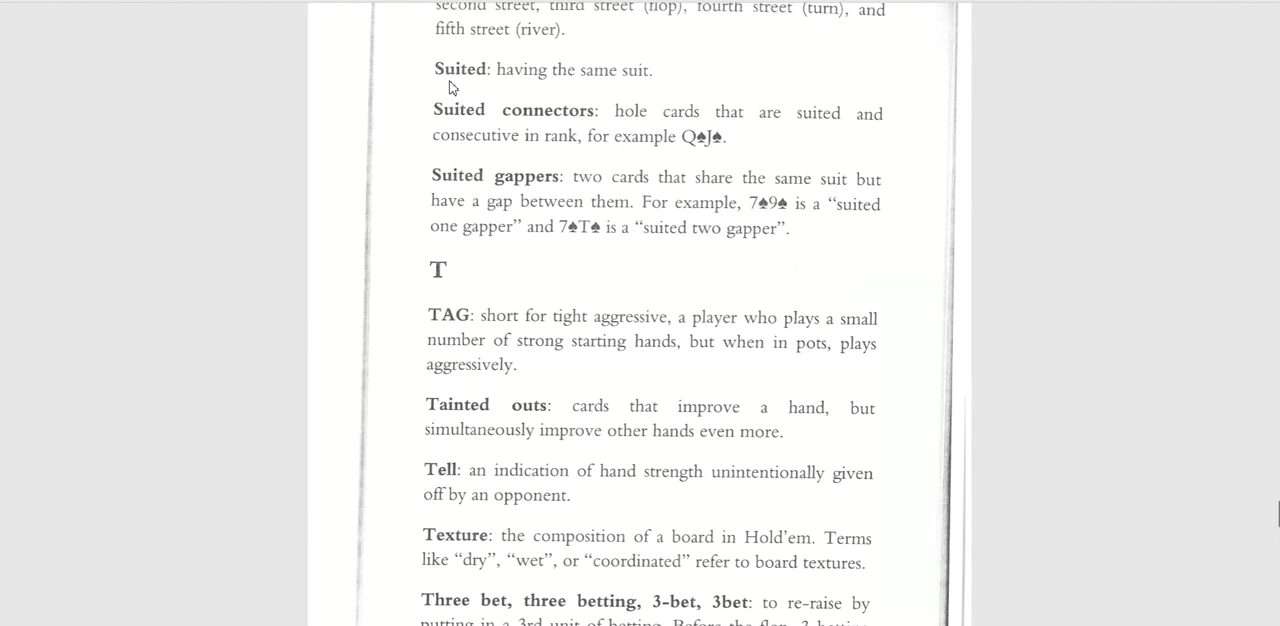 second street, third street (flop), fourth street (turn), and
fifth street (river).
Suited: having the same suit.
Suited connectors: hole cards that are suited and
consecutive in rank, for example Q♠J♠.
Suited gappers: two cards that share the same suit but
have a gap between them. For example, 7♠9♠ is a “suited
one gapper” and 7♠T♠ is a “suited two gapper”.
T
TAG: short for tight aggressive, a player who plays a small
number of strong starting hands, but when in pots, plays
aggressively.
Tainted outs: cards that improve a hand, but
simultaneously improve other hands even more.
Tell: an indication of hand strength unintentionally given
off by an opponent.
Texture: the composition of a board in Hold’em. Terms
like “dry”, “wet”, or “coordinated” refer to board textures.
Three bet, three betting, 3-bet, 3bet: to re-raise by
putting in a 3rd unit of betting. Before the flop, 3-betting